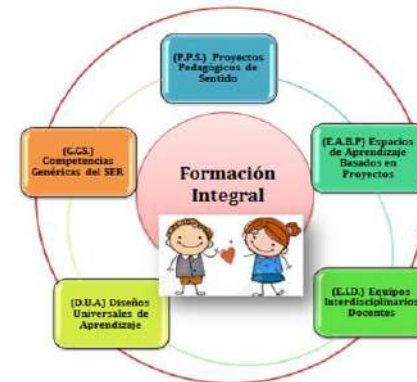 (P.P.S.) Proyectos
Pedagógicos de
Sentido
(G.GS.)
Competencias
Genéricas del SER
(E.A.B.P) Espacios
de Aprendizaje
Basados en
Proyectos
Formación
Integral
(D.U.A) Diseños
Universales de
Aprendizaje
(E.I.D.) Equipos
Interdisciplinarios
Docentes